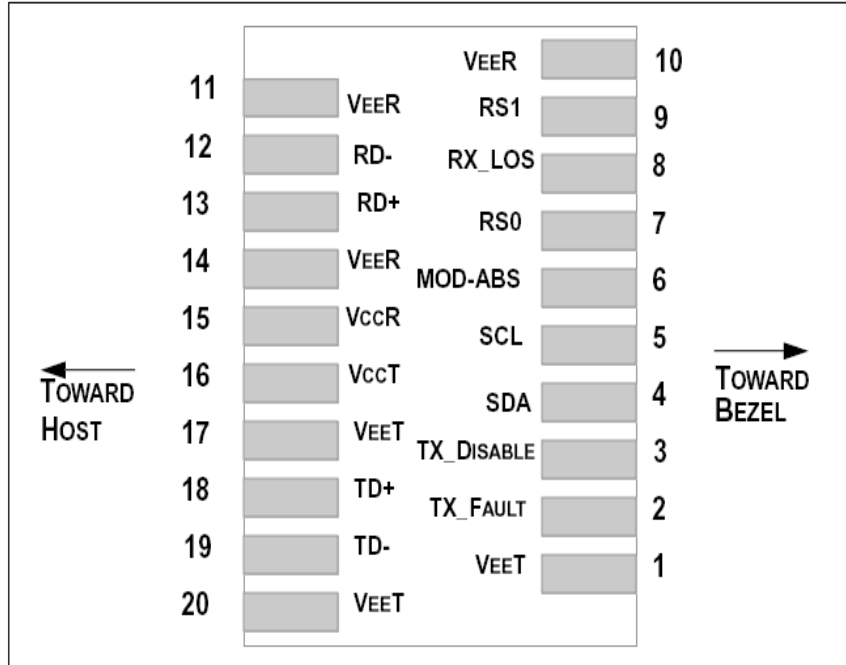 VEER 10
11 VEER
RS1 9
12 RD-
RX_LOS 8
13 RD+
RS0 7
14 VEER
MOD-ABS 6
15 VCCR
SCL 5
16 VCCT
TOWARD HOST
TOWARD BEZEL
SDA 4
17 VEET
TX_DISABLE 3
18 TD+
TX_FAULT 2
19 TD-
VEET 1
20 VEET